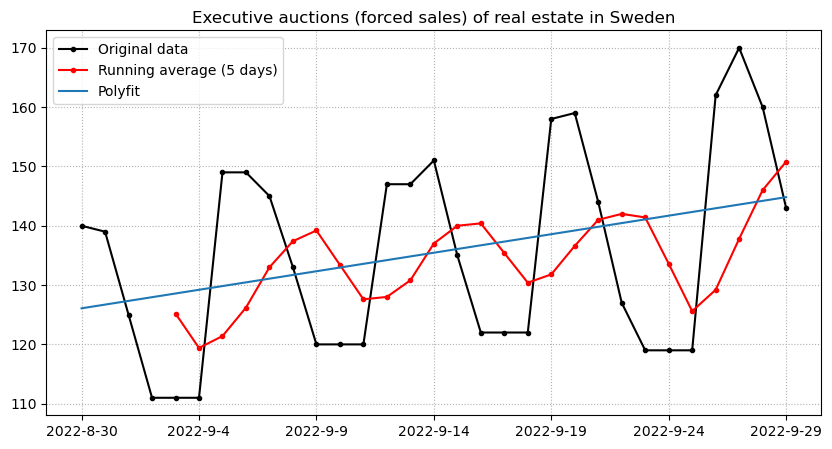 Executive auctions (forced sales) of real estate in Sweden
Original data
Running average (5 days)
Polyfit
170
160
150
140
130
120
110
2022-8-30 2022-9-4 2022-9-9 2022-9-14 2022-9-19 2022-9-24 2022-9-29